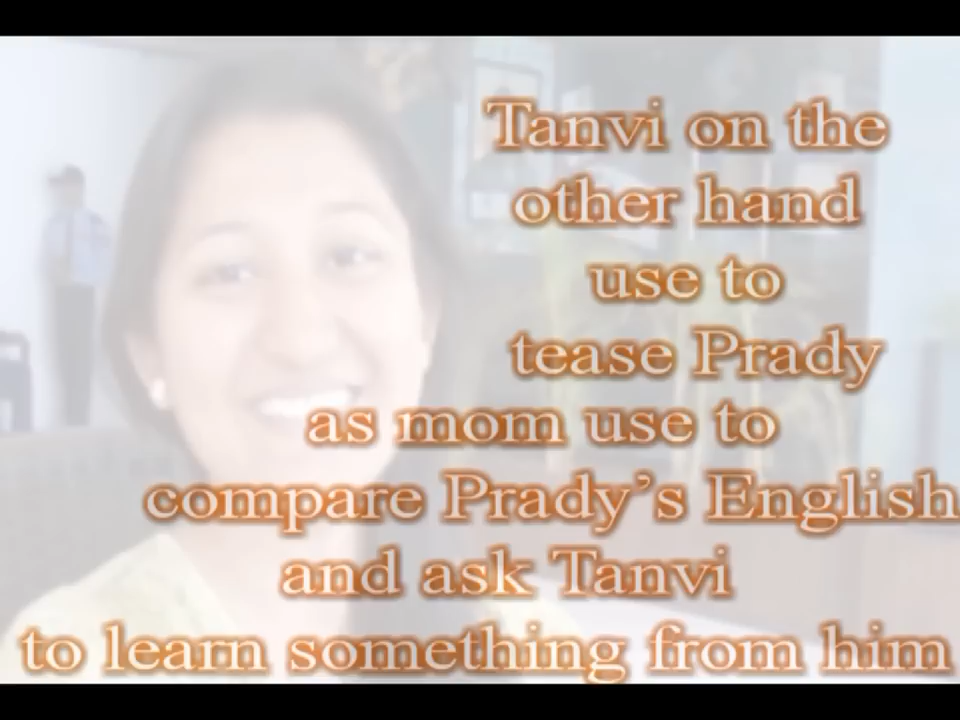 Tanvi on the
other hand
use to
tease Prady
as mom use to
compare Prady's English
and ask Tanvi
to learn something from him